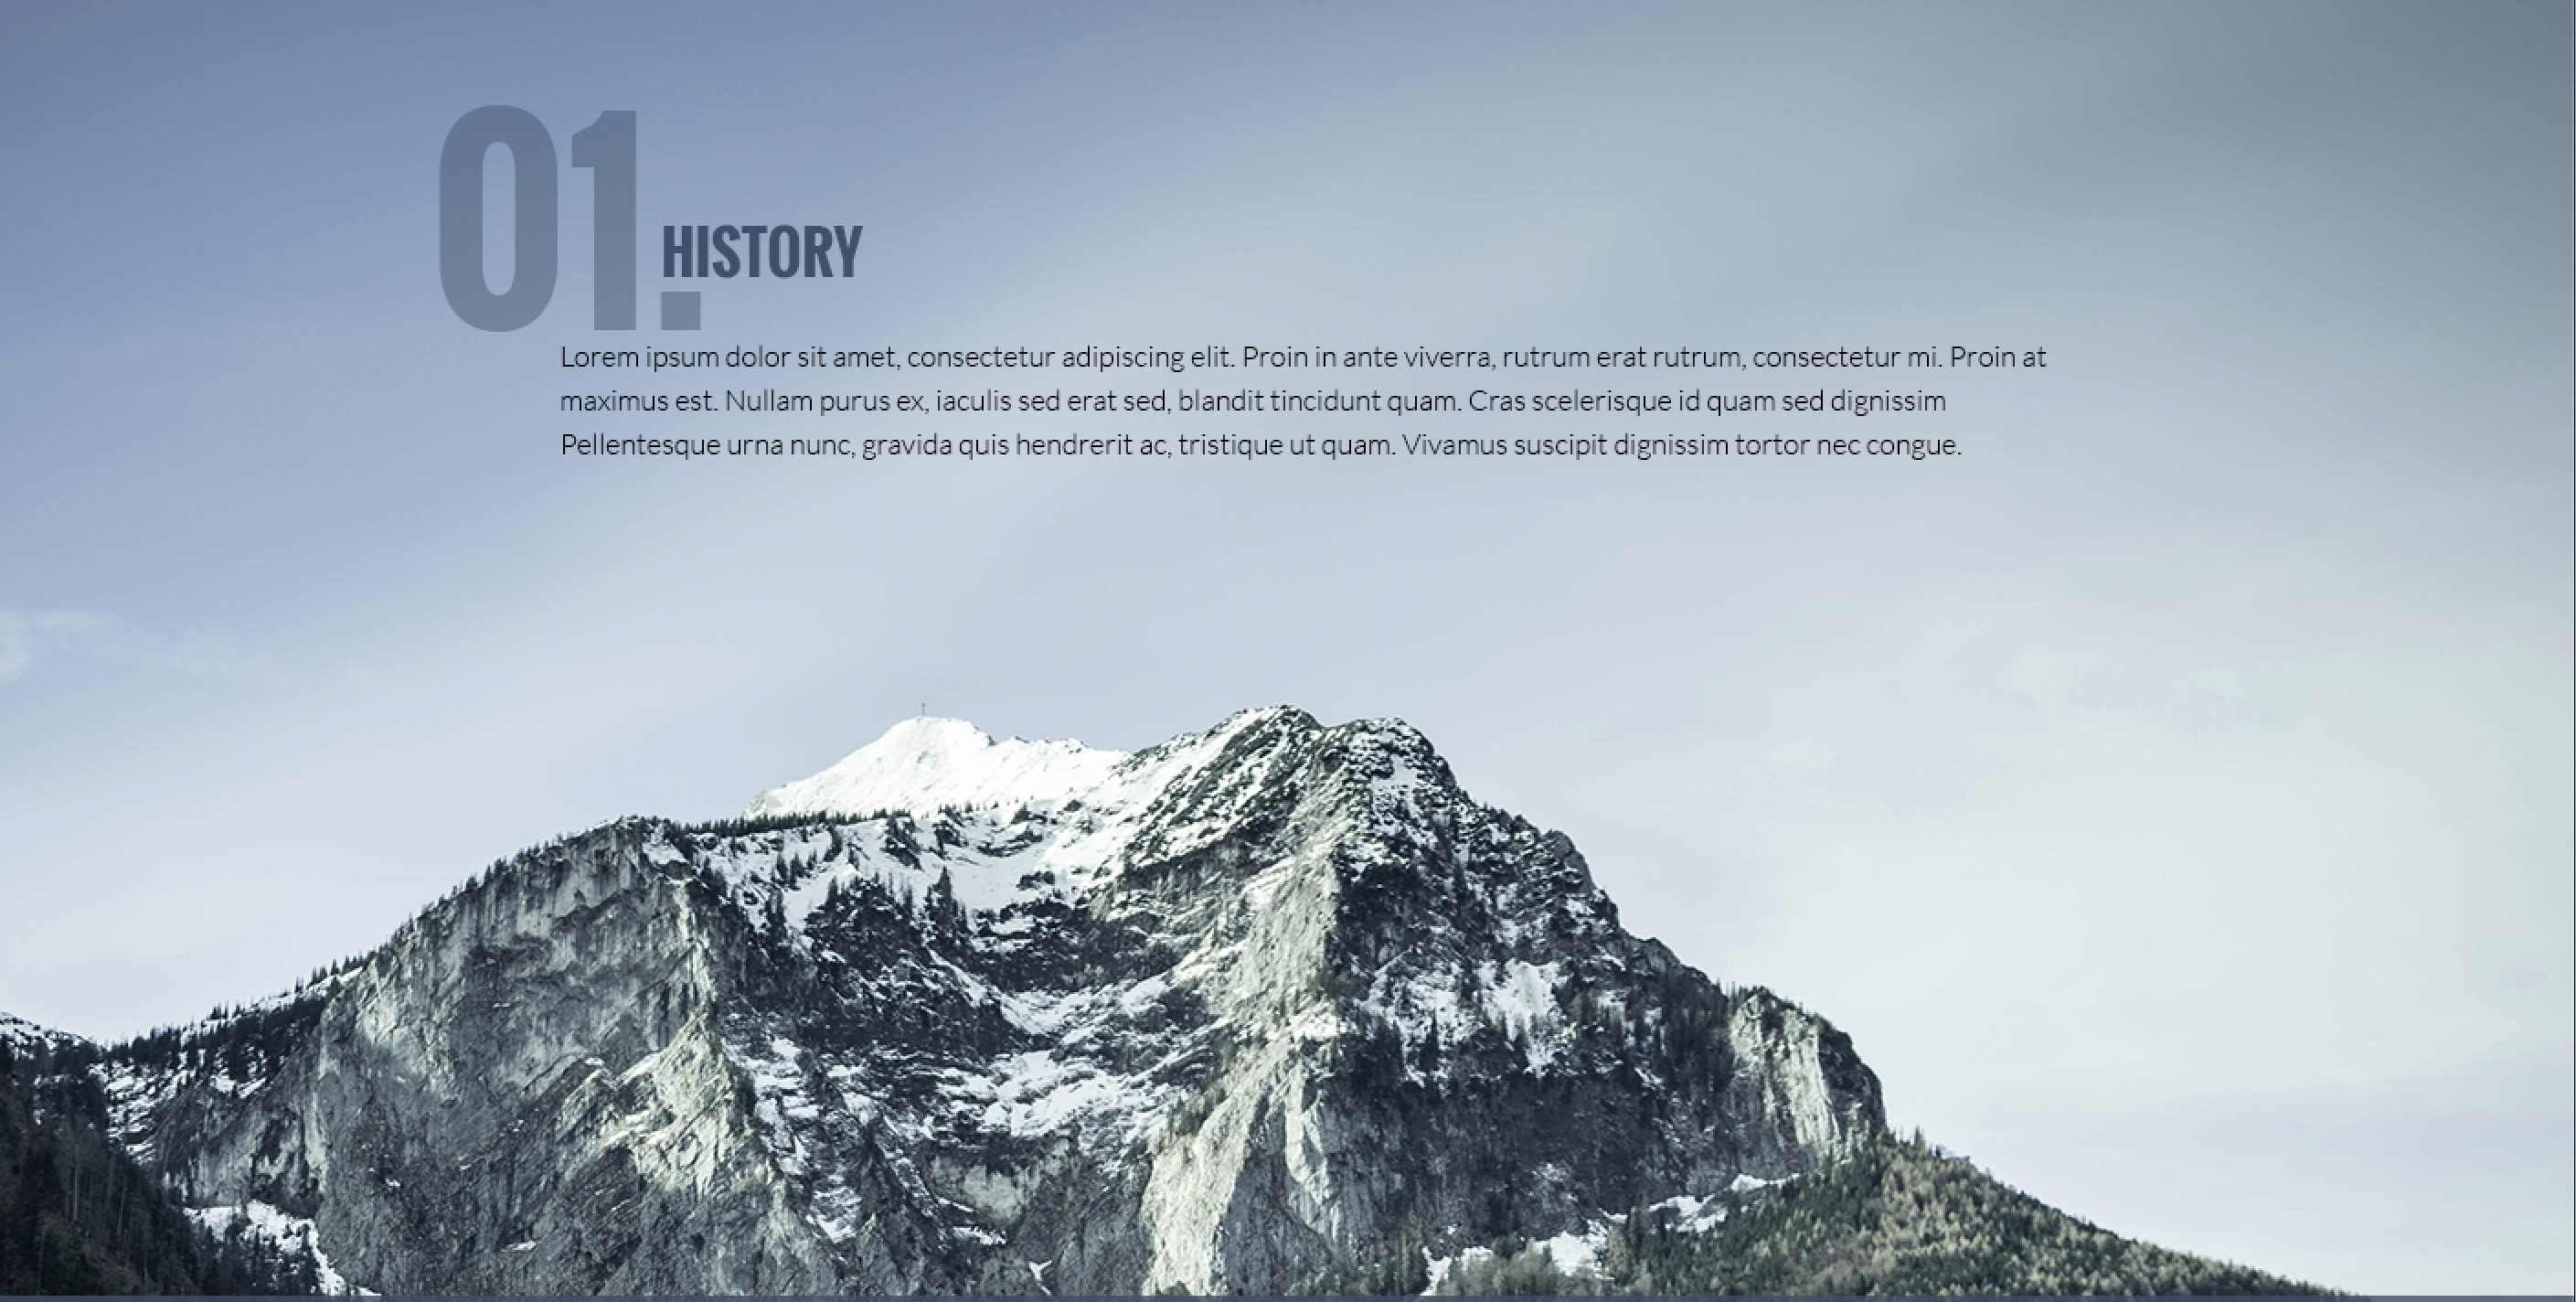 01.
HISTORY
Lorem ipsum dolor sit amet, consectetur adipiscing elit. Proin in ante viverra, rutrum erat rutrum, consectetur mi. Proin at
maximus est. Nullam purus ex, iaculis sed erat sed, blandit tincidunt quam. Cras scelerisque id quam sed dignissim
Pellentesque urna nunc, gravida quis hendrerit ac, tristique ut quam. Vivamus suscipit dignissim tortor nec congue.